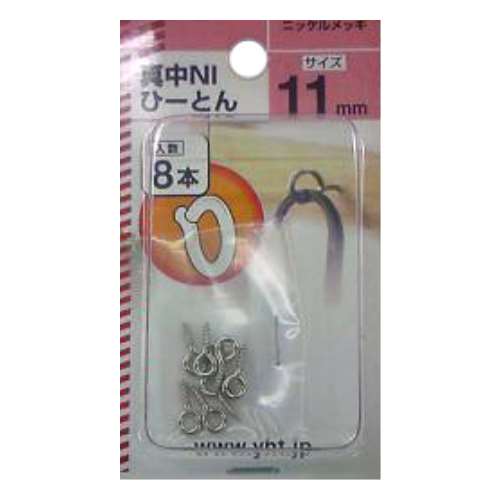 ニッケルメッキ
真中NI
ひーとん
サイズ
11mm
入数
8本
www.yht.jp